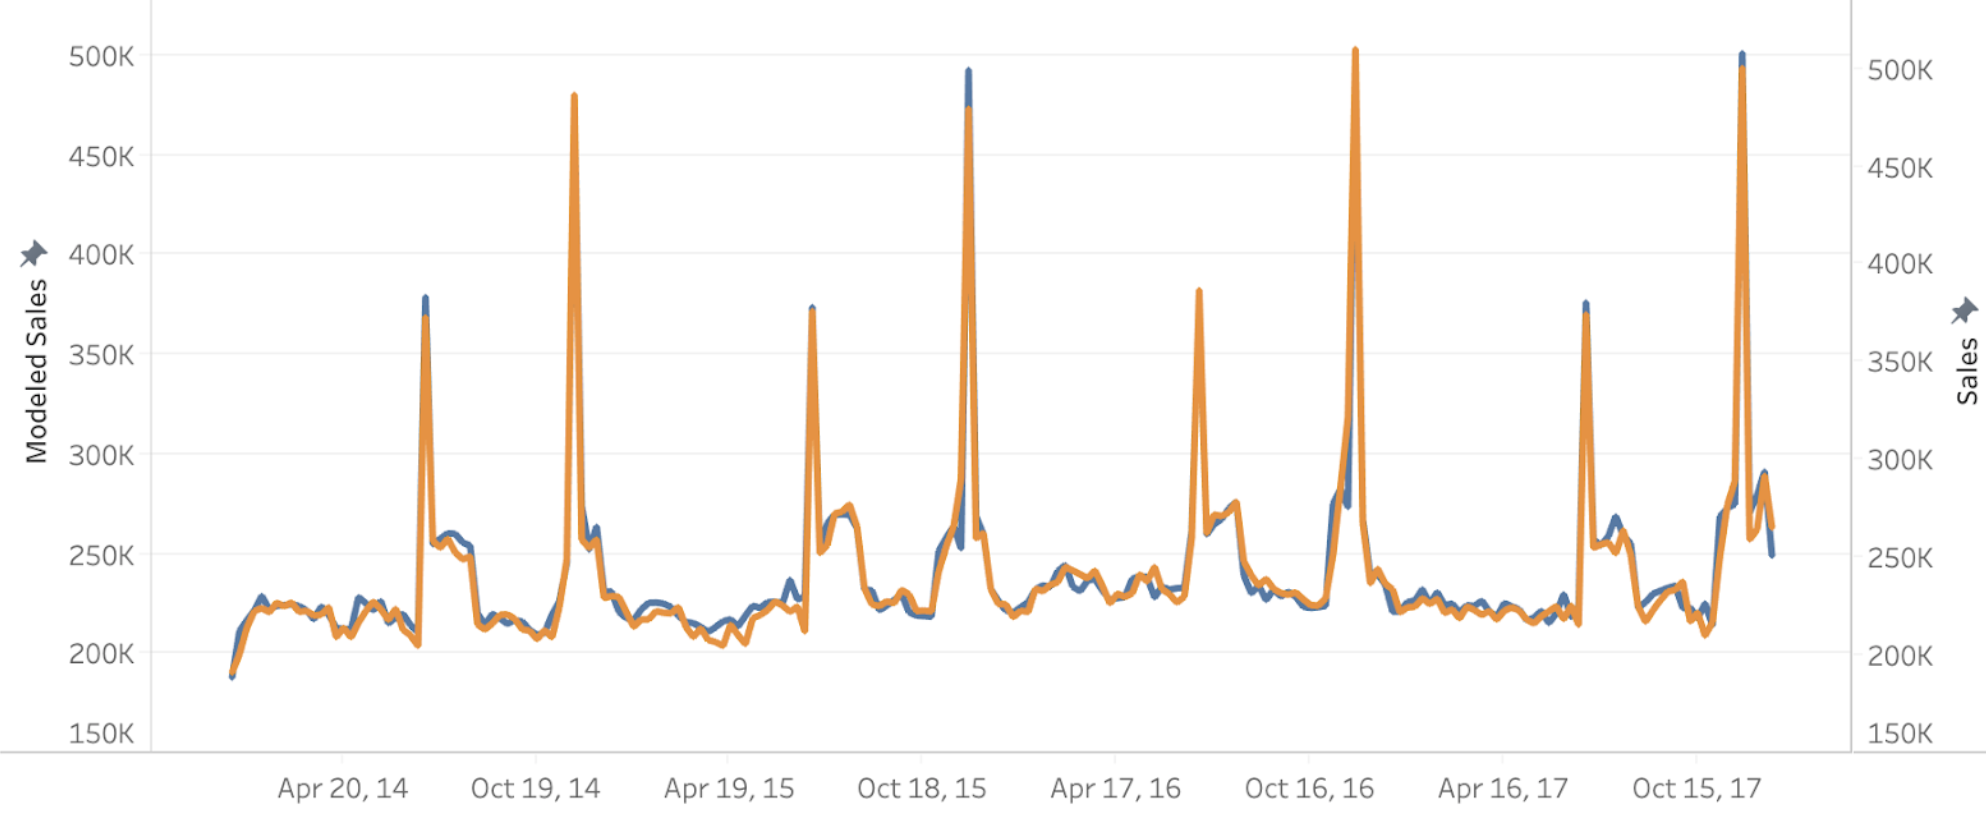 Modeled Sales
500K
450K
400K
350K
300K
250K
200K
150K
Apr 20, 14
Oct 19, 14
Apr 19, 15
Oct 18, 15
Apr 17, 16
Oct 16, 16
Apr 16, 17
Oct 15, 17
500K
450K
400K
350K
300K
250K
200K
150K
Sales